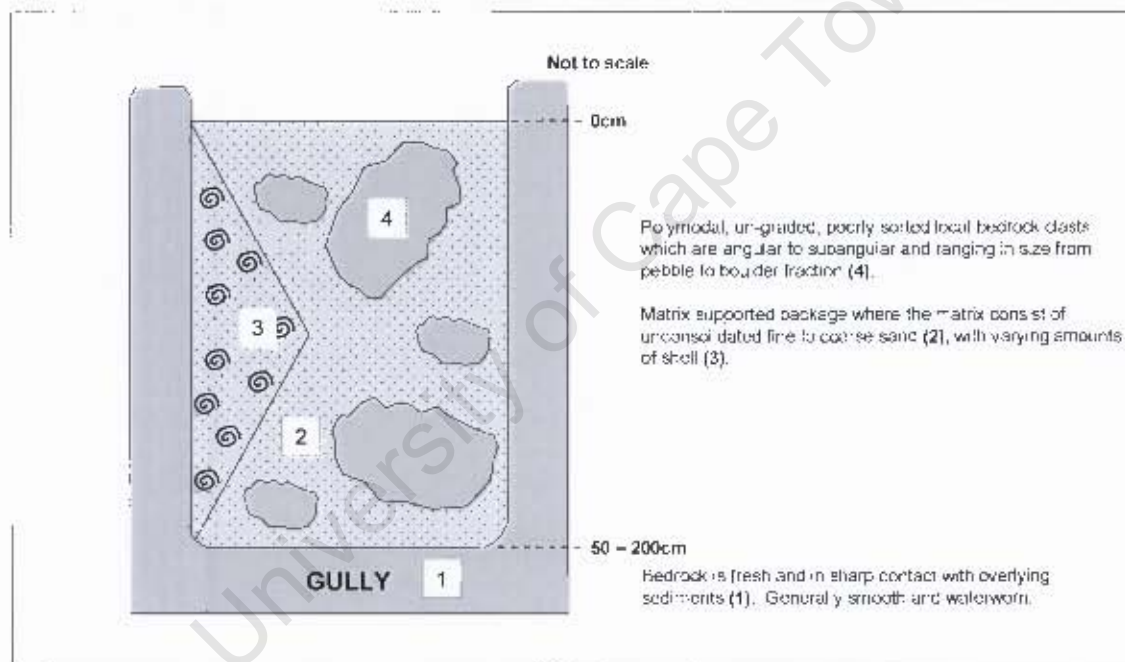 Not to scale
0cm
4
3
2
Polymodal, un-graded, poorly sorted local bedrock clasts
which are angular to subangular and ranging in size from
pebble to boulder fraction (4).
Matrix supported package where the matrix consist of
unconsolidated fine to coarse sand (2), with varying amounts
of shell (3).
50 – 200cm
GULLY 1
Bedrock is fresh and in sharp contact with overlying
sediments (1). Generally smooth and waterworn.
University of Cape Tow